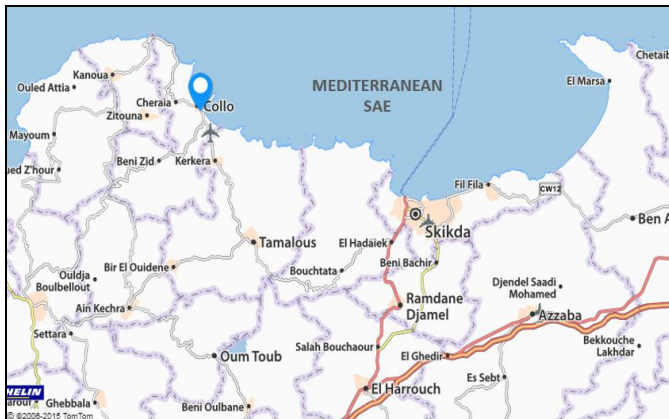 Chetaib
Kanoua
El Marsa
Ouled Attia
MEDITERRANEAN
SAE
Cheraia
Collo
Zitouna
Mayoum
Beni Zid
Kerkera
ued Z'hour
Fil Fila
CW12
Ben A
Skikda
Tamalous
El Hadaiek
Beni Bachir
Bir El Ouidene
Bouchtata
Ouldja
Boulbellout
Djendel Saadi
Mohamed
Ain Kechra
Ramdane
Djamel
Azzaba
Settara
Salah Bouchaour
Bekkouche
Lakhdar
Oum Toub
El Ghedir
Es Sebt
HELIN
El Harrouch
arouf
Ghebbala
Beni Oulbane
© @2006-2015 TomTom